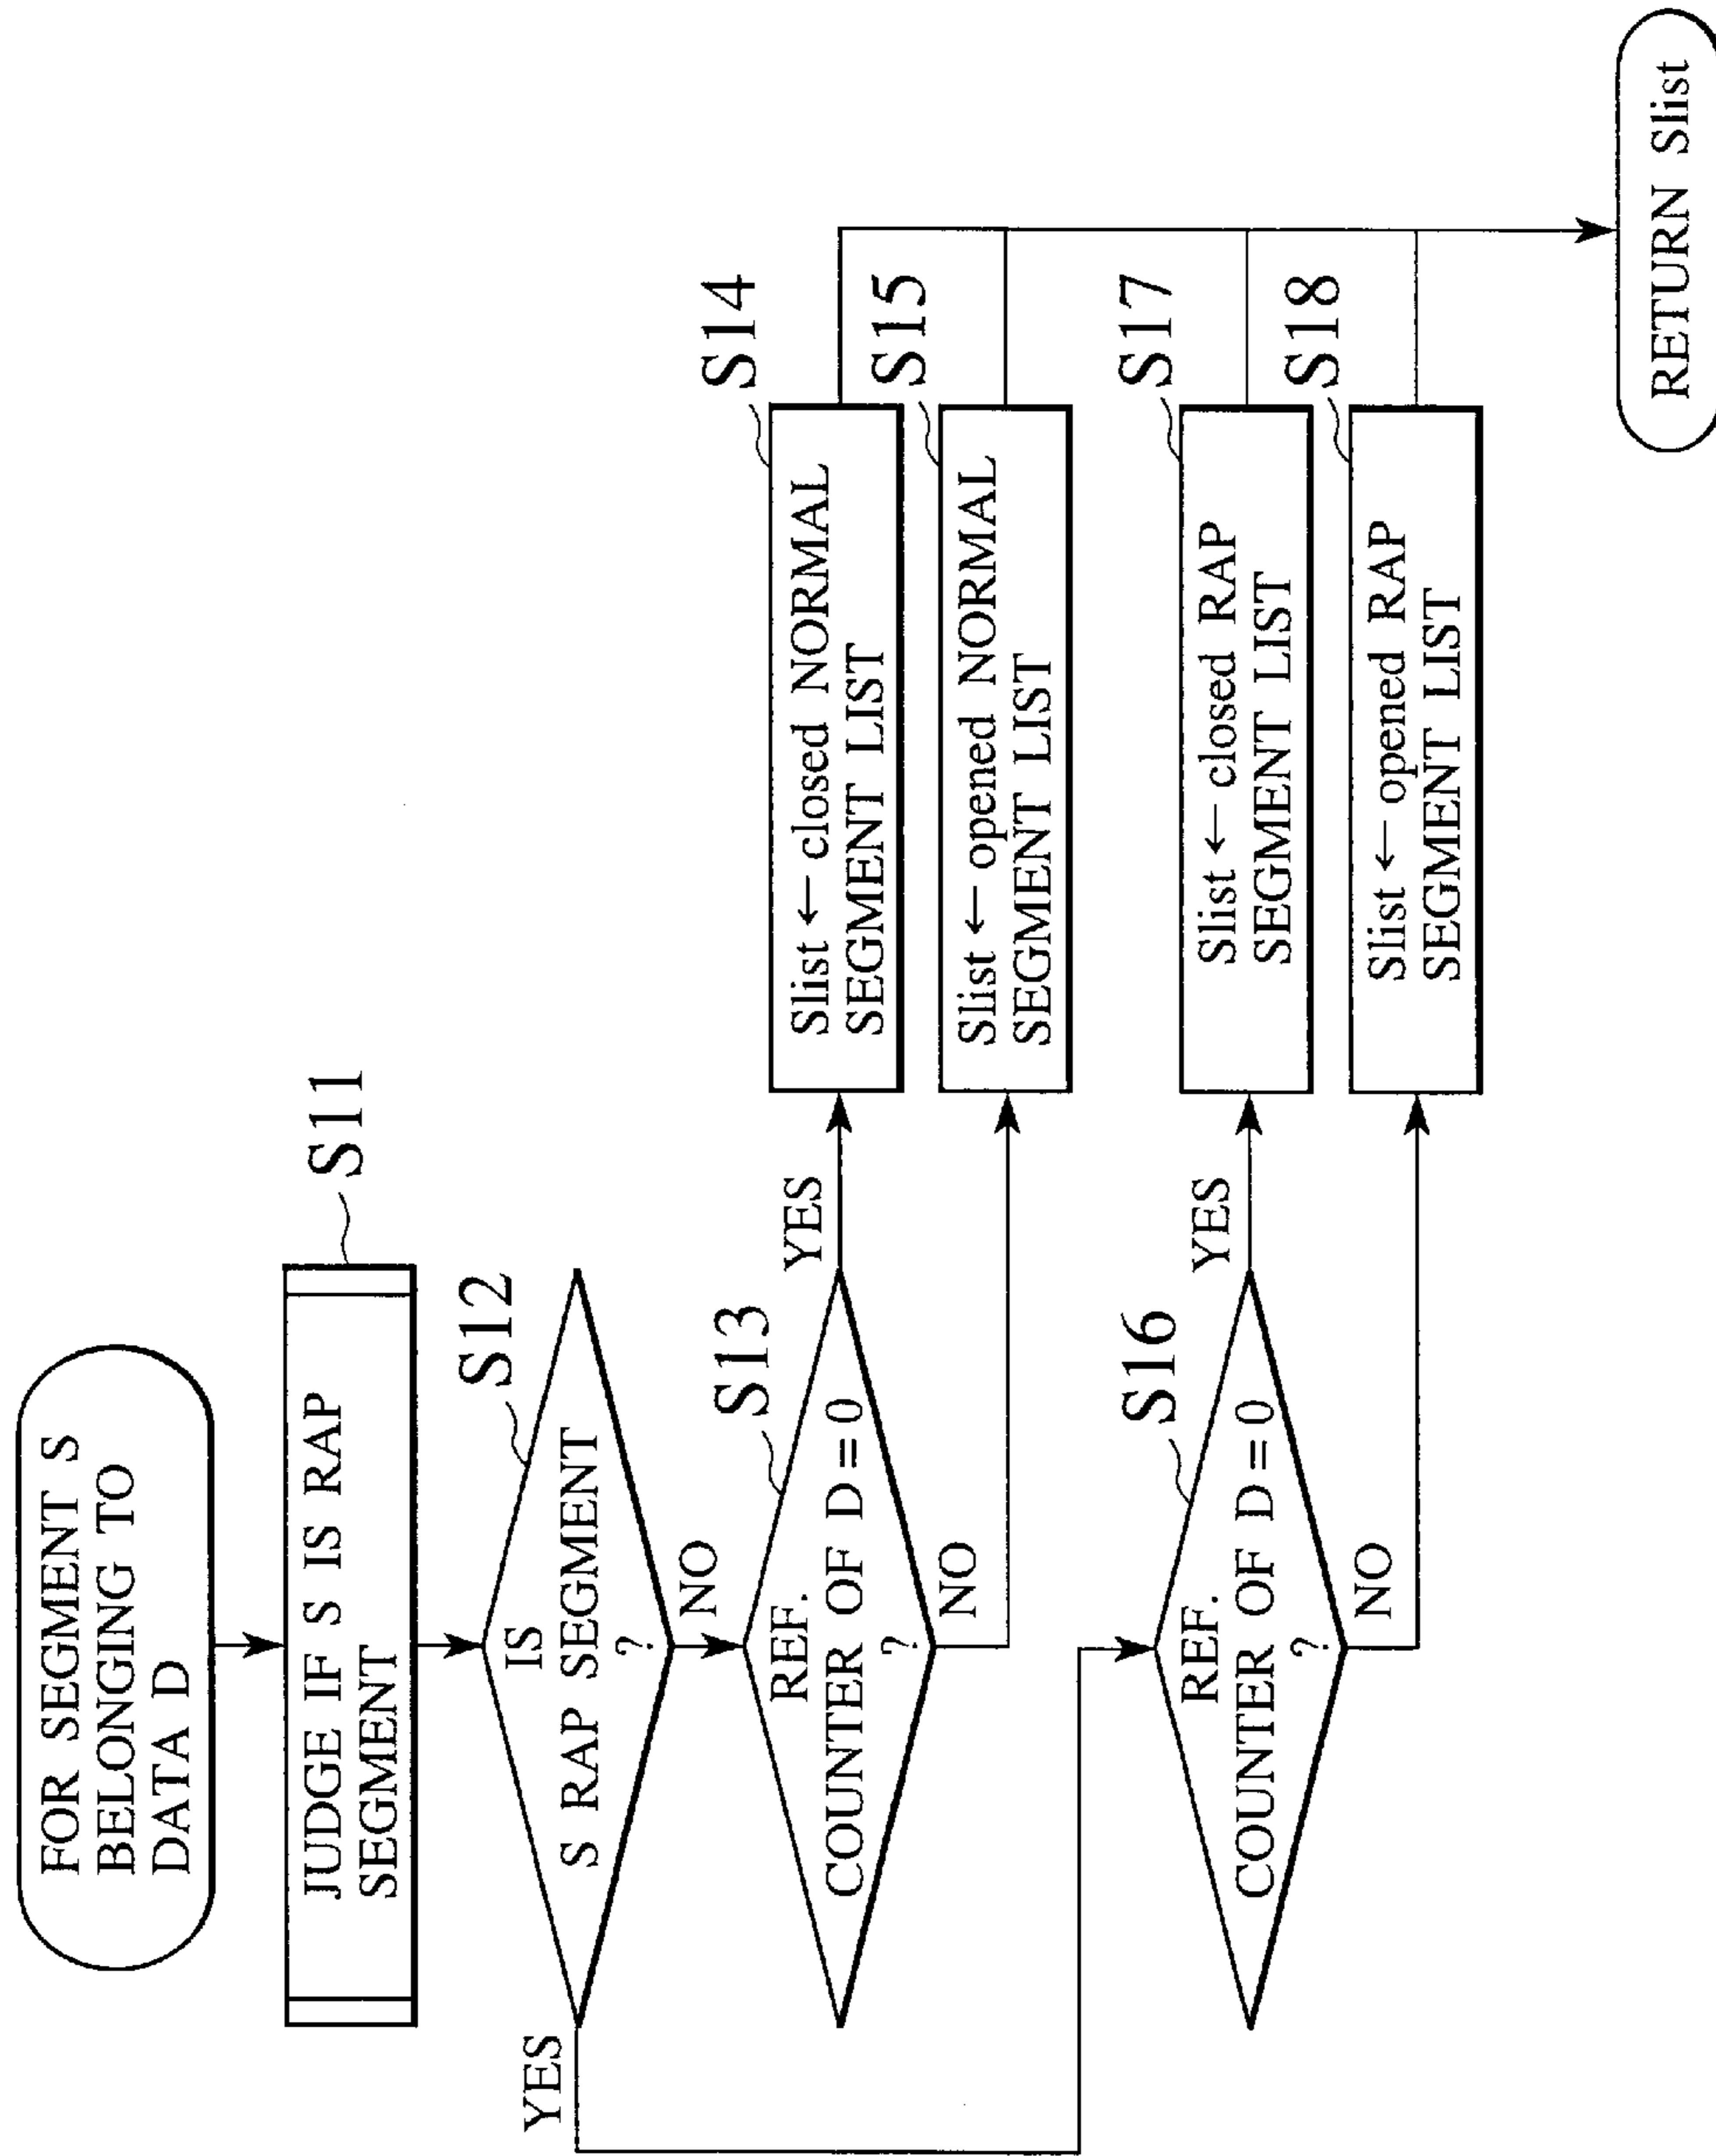 FOR SEGMENT S
BELONGING TO
DATA D
JUDGE IF S IS RAP
SEGMENT
S11
IS
S RAP SEGMENT
?
S12
YES
NO
REF.
COUNTER OF D = 0
?
S13
YES
NO
Slist ← closed NORMAL
SEGMENT LIST
S14
Slist ← opened NORMAL
SEGMENT LIST
S15
REF.
COUNTER OF D = 0
?
S16
YES
NO
Slist ← closed RAP
SEGMENT LIST
S17
Slist ← opened RAP
SEGMENT LIST
S18
RETURN Slist